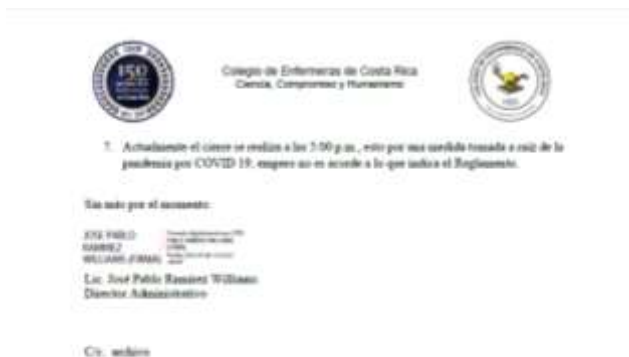 150
Colegio de Enfermeras de Costa Rica
Ciencia, Compromiso y Humanismo
7. Actualmente el cierre se realiza a las 5:00 p.m., esto por una medida tomada a raíz de la
pandemia por COVID 19, empero no es acorde a lo que indica el Reglamento.
Sin más por el momento:
JOSE PABLO
RAMIREZ
WILLIAMS (FIRMA)
Lic. José Pablo Ramírez Williams
Director Administrativo
C/c. archivo